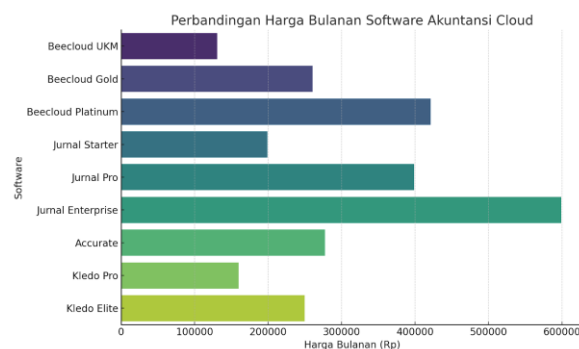 Perbandingan Harga Bulanan Software Akuntansi Cloud
Software
Beecloud UKM
Beecloud Gold
Beecloud Platinum
Jurnal Starter
Jurnal Pro
Jurnal Enterprise
Accurate
Kledo Pro
Kledo Elite
0 100000 200000 300000 400000 500000 600000
Harga Bulanan (Rp)